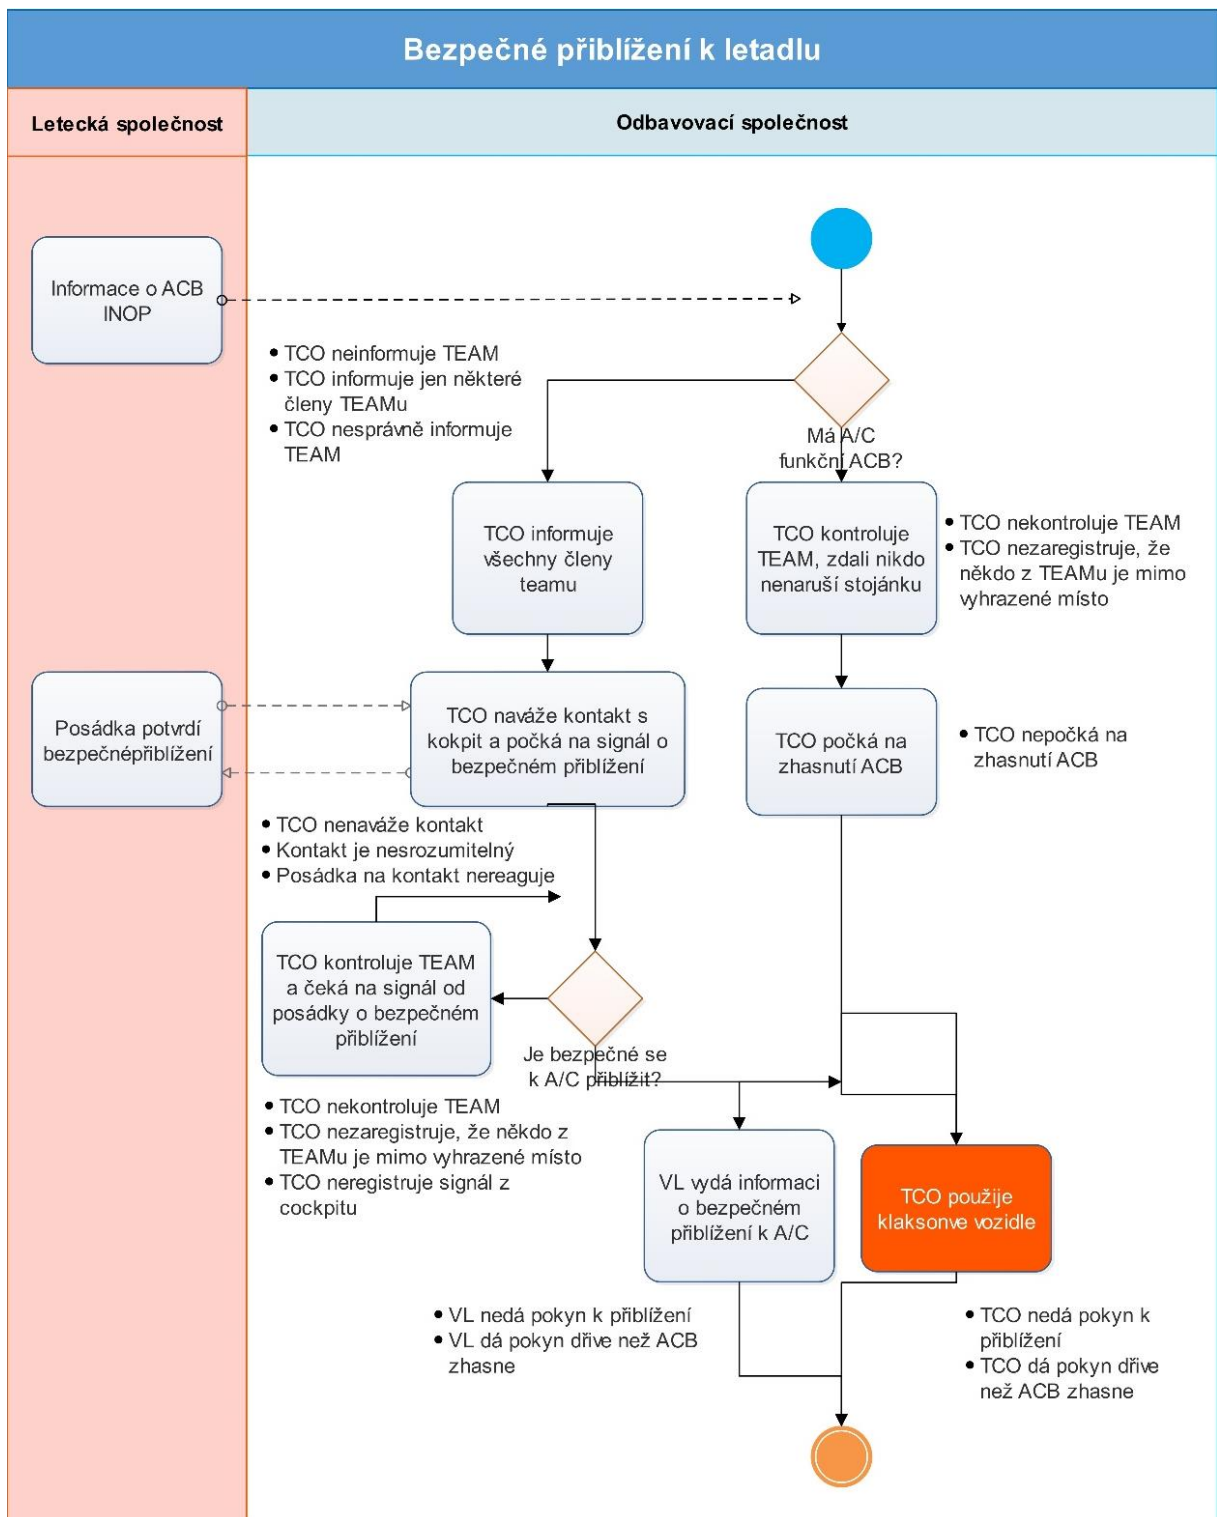 Bezpečné přiblížení k letadlu
Letecká společnost
Odbavovací společnost
Informace o ACB
INOP
• TCO neinformuje TEAM
• TCO informuje jen některé
členy TEAMu
• TCO nesprávně informuje
TEAM
Má A/C
funkční ACB?
TCO informuje
všechny členy
teamu
TCO kontroluje
TEAM, zdali nikdo
nenaruší stojánku
• TCO nekontroluje TEAM
• TCO nezaregistruje, že
někdo z TEAMu je mimo
vyhrazené místo
Posádka potvrdí
bezpečnépřiblížení
TCO naváže kontakt s
kokpit a počká na signál o
bezpečném přiblížení
TCO počká na
zhasnutí ACB
• TCO nepočká na
zhasnutí ACB
• TCO nenaváže kontakt
• Kontakt je nesrozumitelný
• Posádka na kontakt nereaguje
TCO kontroluje TEAM
a čeká na signál od
posádky o bezpečném
přiblížení
Je bezpečné se
k A/C přiblížit?
• TCO nekontroluje TEAM
• TCO nezaregistruje, že někdo z
TEAMu je mimo vyhrazené místo
• TCO neregistruje signál z
cockpitu
VL vydá informaci
o bezpečném
přiblížení k A/C
TCO použije
klaksonve vozidle
• VL nedá pokyn k přiblížení
• VL dá pokyn dřive než ACB
zhasne
• TCO nedá pokyn k
přiblížení
• TCO dá pokyn dřive
než ACB zhasne